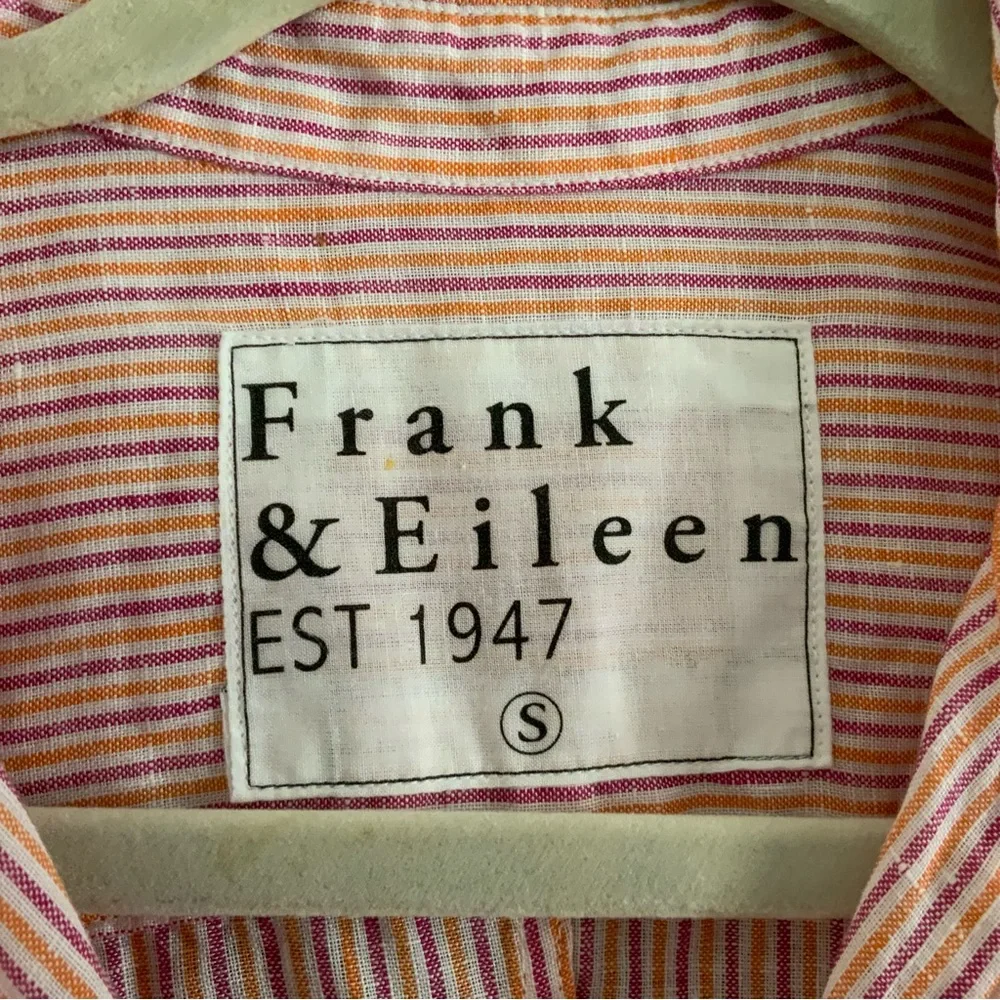 Frank
& Eileen
EST 1947
S